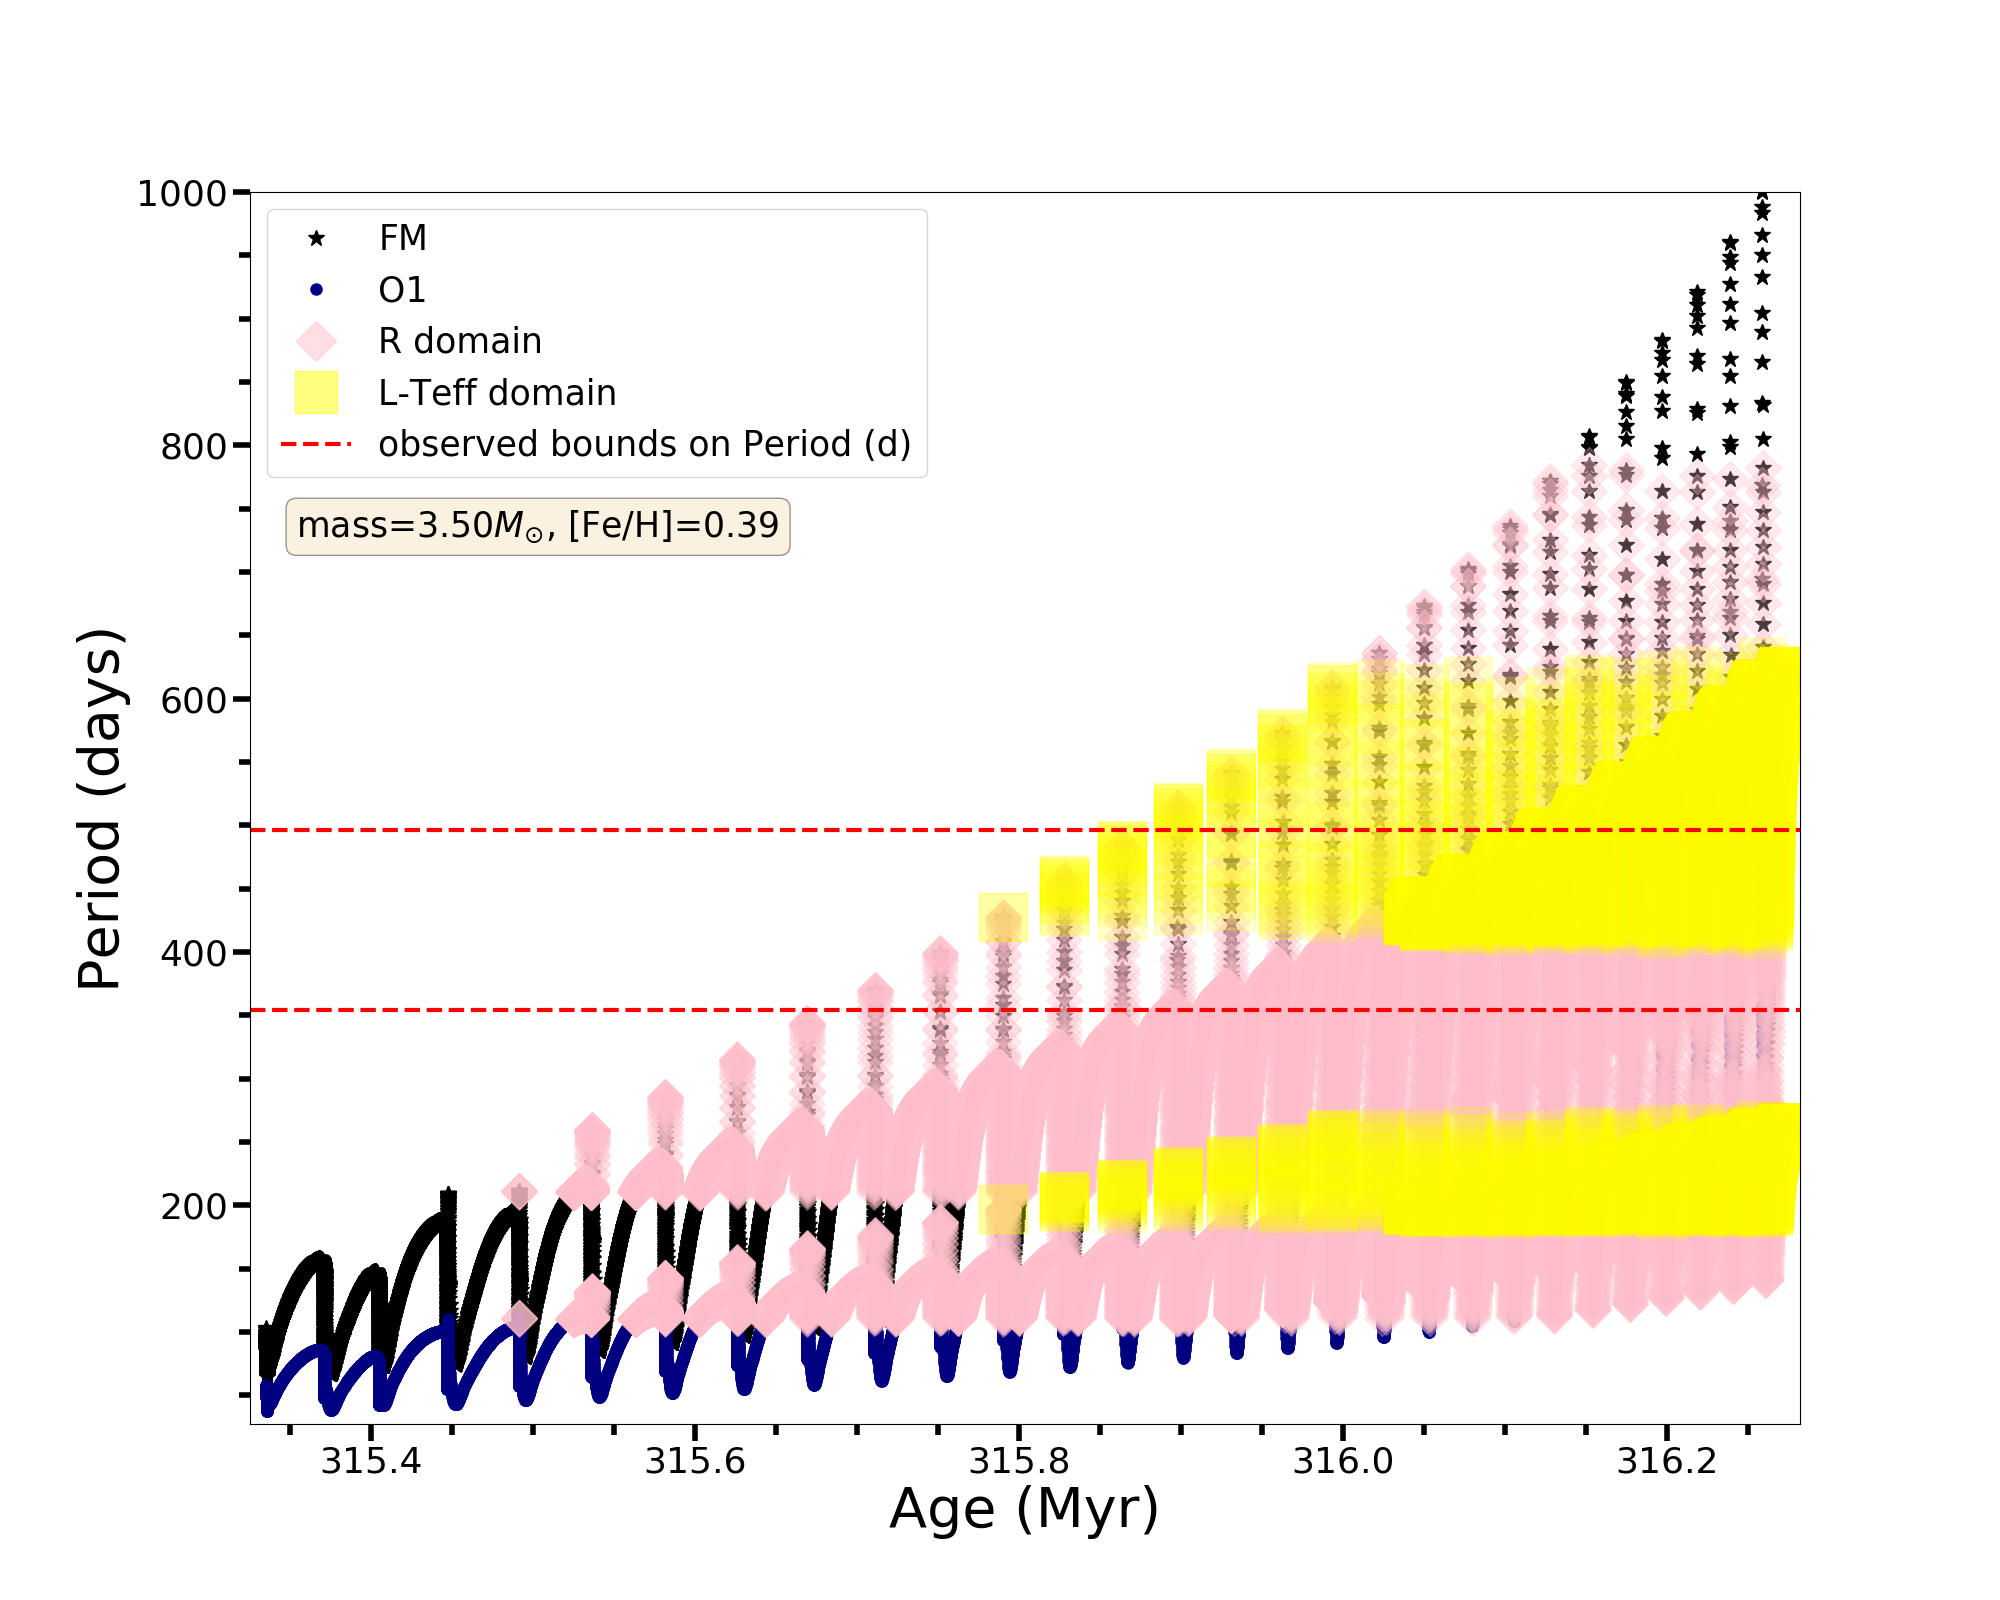 1000
800
600
400
200
Period (days)
FM
O1
R domain
L-Teff domain
observed bounds on Period (d)
mass=3.50M⊙, [Fe/H]=0.39
315.4 315.6 315.8 316.0 316.2
Age (Myr)